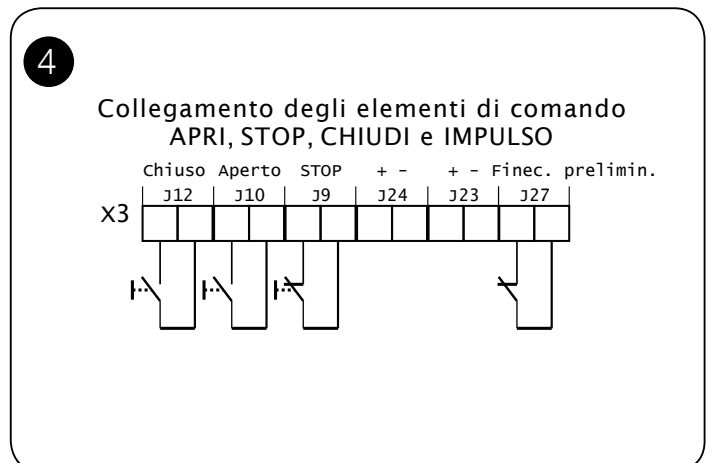 4
Collegamento degli elementi di comando
APRI, STOP, CHIUDI e IMPULSO
Chiuso Aperto STOP + - + - Finec. prelimin.
J12 J10 J9 J24 J23 J27
X3